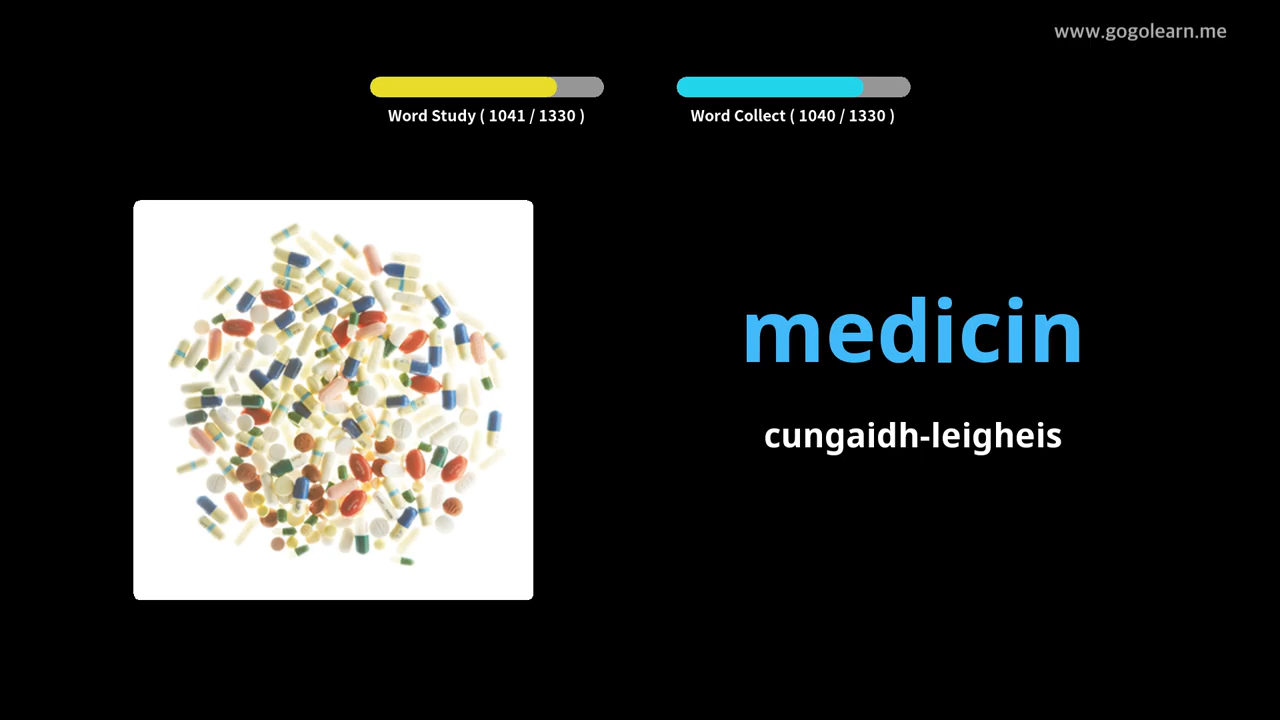 www.gogolearn.me
Word Study ( 1041 / 1330 )
Word Collect ( 1040 / 1330 )
medicin
cungaidh-leigheis